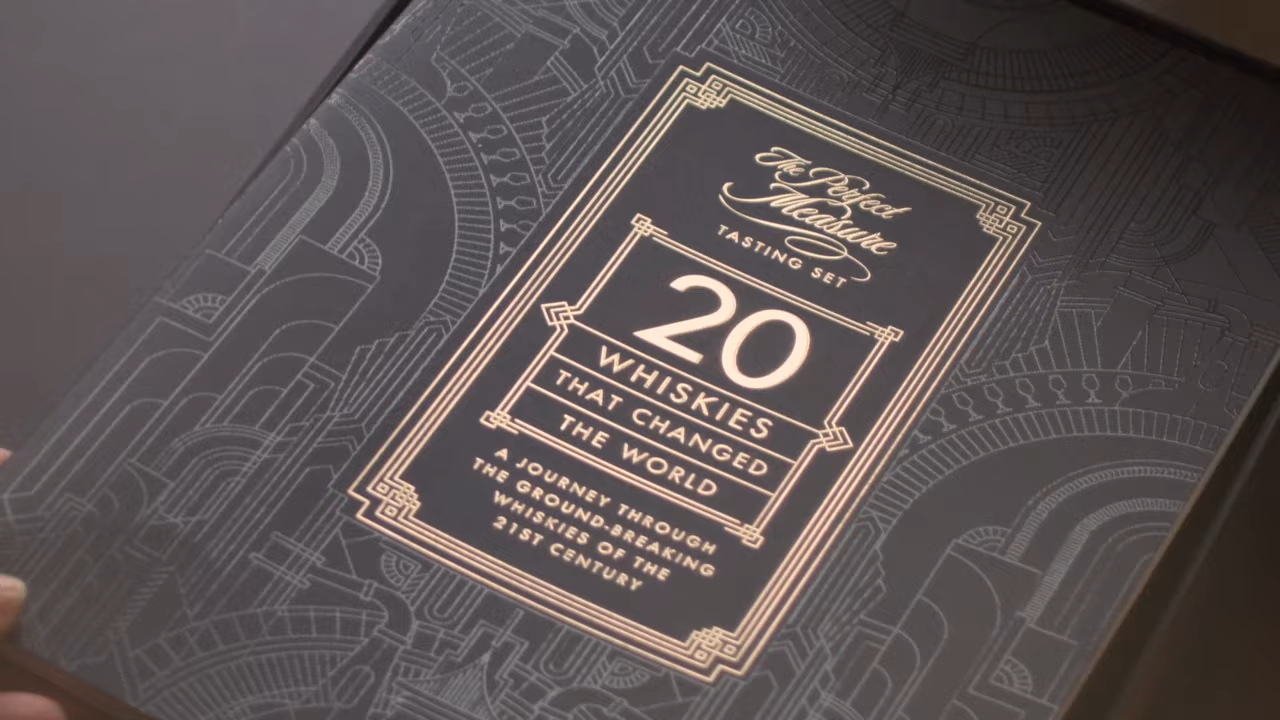 The Perfect
Measure
TASTING SET
20
WHISKIES
THAT CHANGED
THE WORLD
A JOURNEY THROUGH
THE GROUND-BREAKING
WHISKIES OF THE
21ST CENTURY